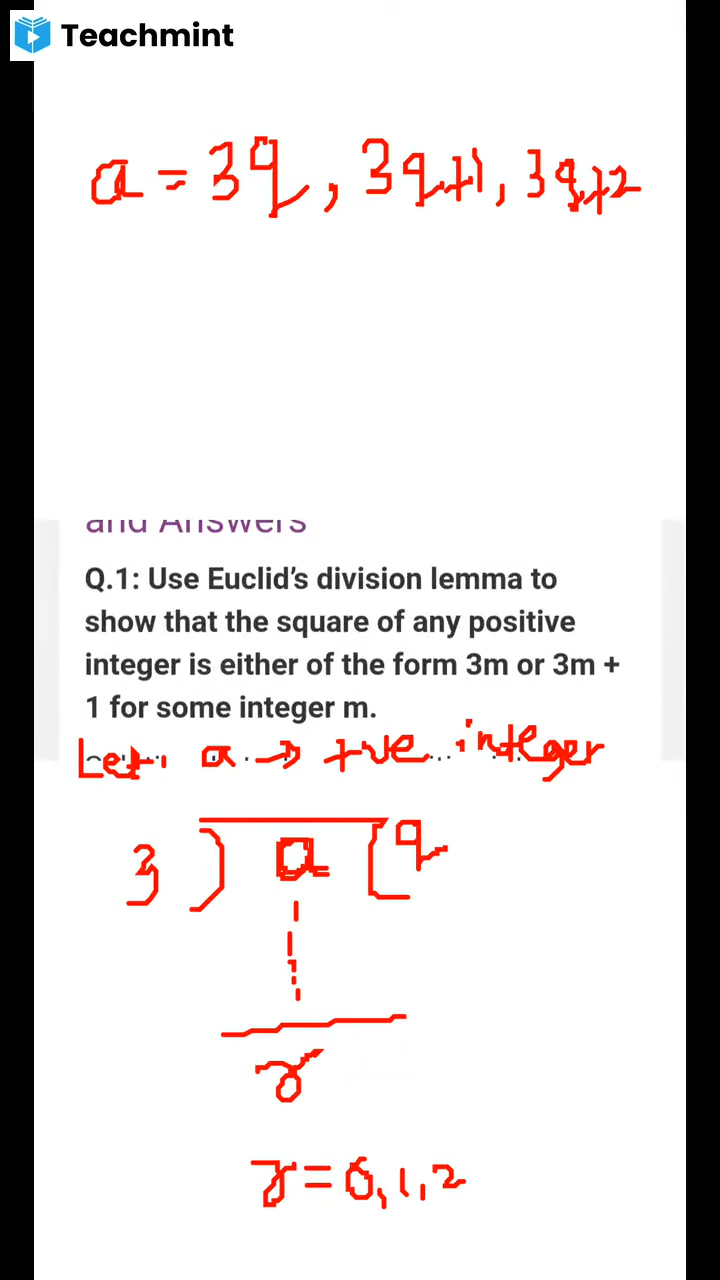 Teachmint
a = 3q, 3q+1, 3q+2
and Answers
Q.1: Use Euclid’s division lemma to
show that the square of any positive
integer is either of the form 3m or 3m +
1 for some integer m.
Let a → +ve integer
3 ) a ( q
r
r = 0, 1, 2